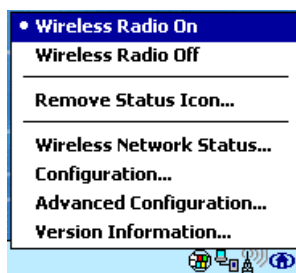 Wireless Radio On
Wireless Radio Off
Remove Status Icon...
Wireless Network Status...
Configuration...
Advanced Configuration...
Version Information...